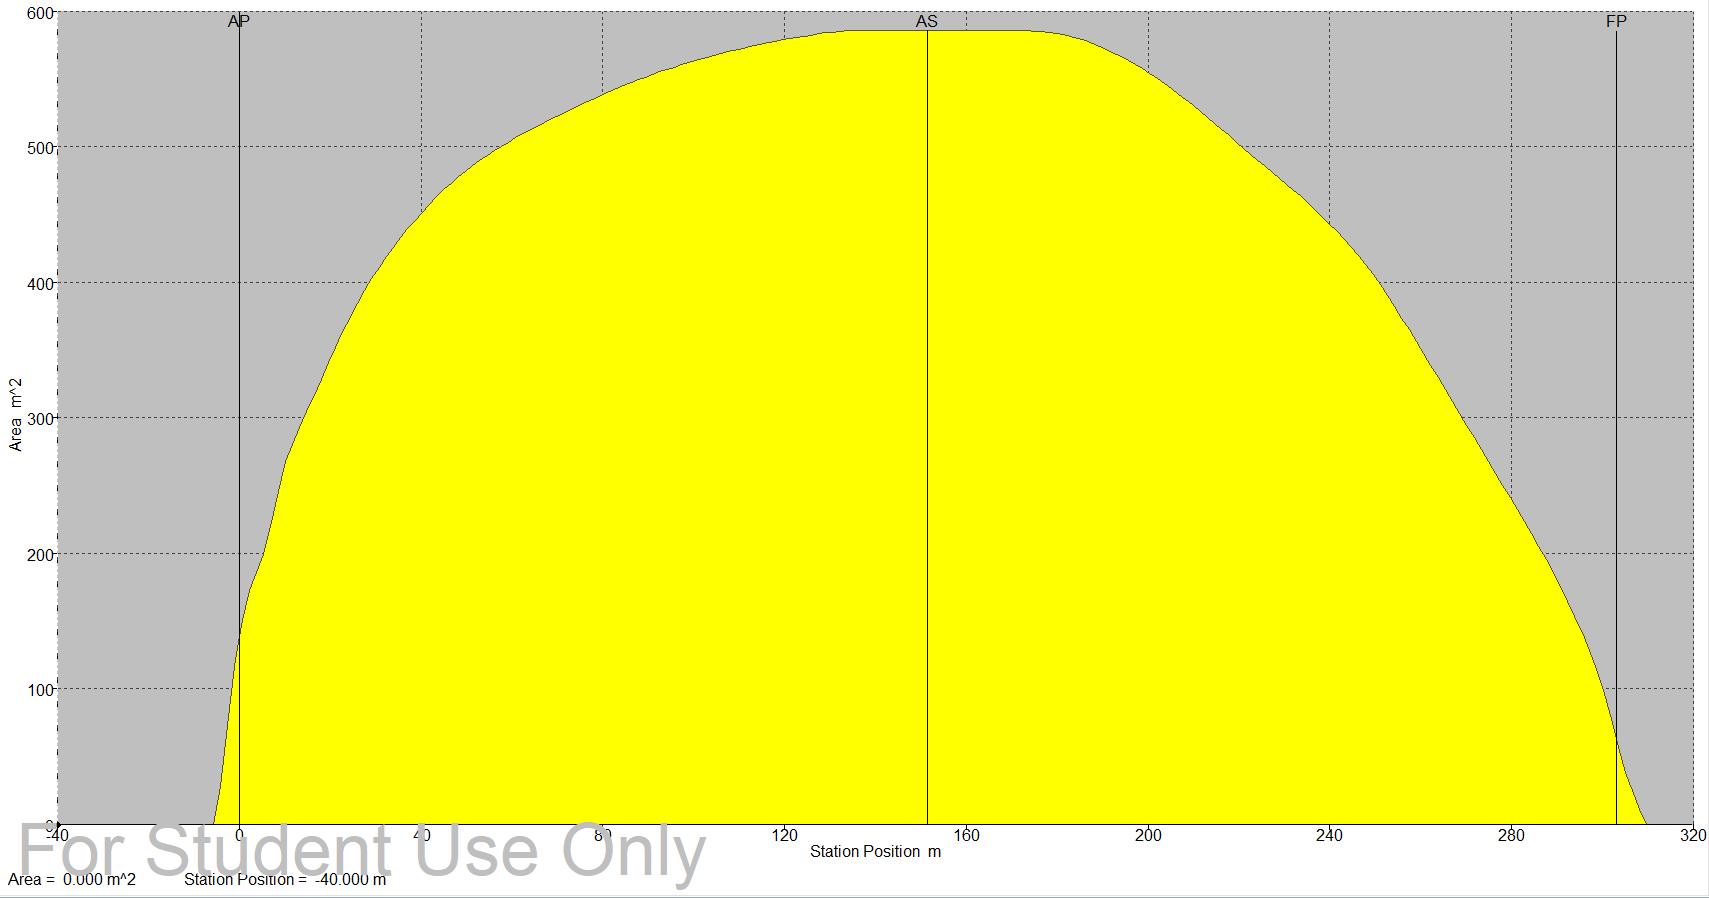 600
AP AS FP
500
400
Area m^2
300
200
100
0
-40 0 40 80 120 160 200 240 280 320
Station Position m
For Student Use Only
Area = 0.000 m^2 Station Position = -40.000 m